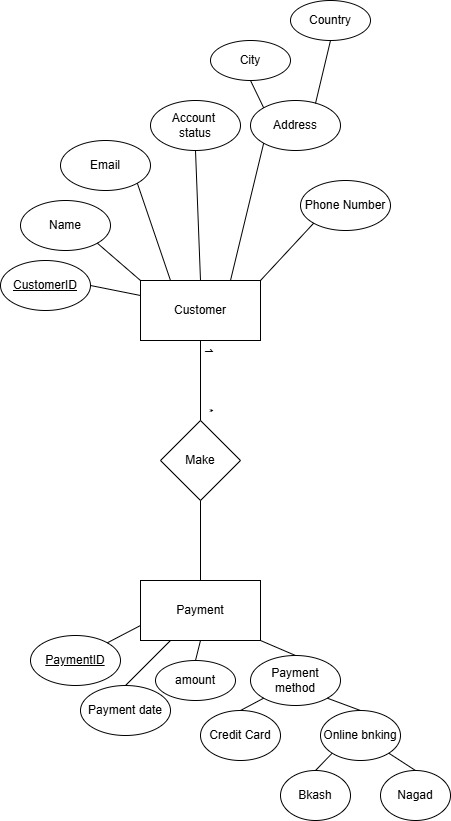 Country
City
Account
status
Address
Email
Phone Number
Name
CustomerID
Customer
1
*
Make
Payment
PaymentID
Payment
method
amount
Payment date
Credit Card
Online bnking
Bkash
Nagad